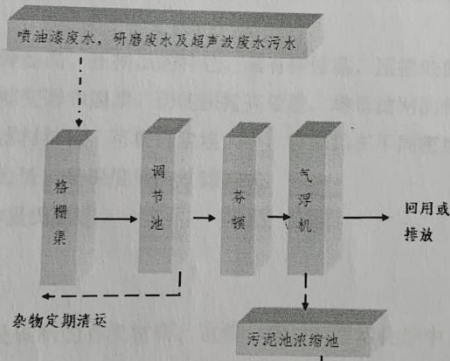 喷油漆废水，研磨废水及超声波废水污水
格栅渠
调节池
芬顿
气浮机
回用或
排放
杂物定期清运
污泥池浓缩池